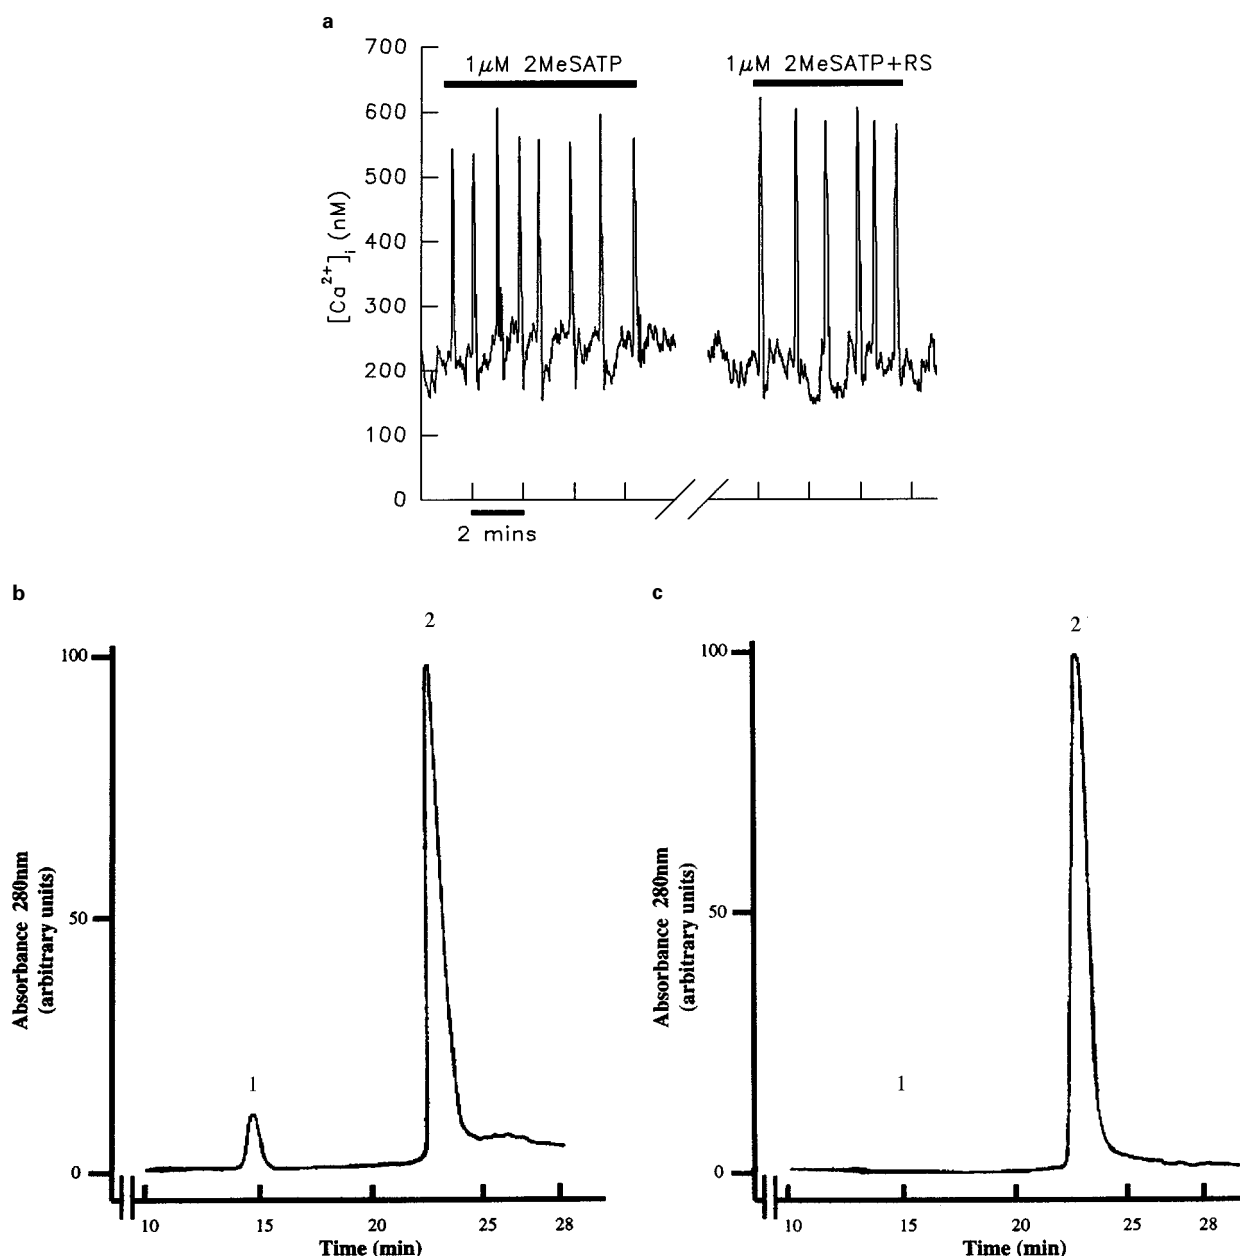 a
700
600
500
400
300
200
100
0
[Ca2+]i (nM)
1μM 2MeSATP
1μM 2MeSATP+RS
2 mins
b
2
100
50
0
1
Absorbance 280nm
(arbitrary units)
10 15 20 25 28
Time (min)
c
2
100
50
0
1
Absorbance 280nm
(arbitrary units)
10 15 20 25 28
Time (min)